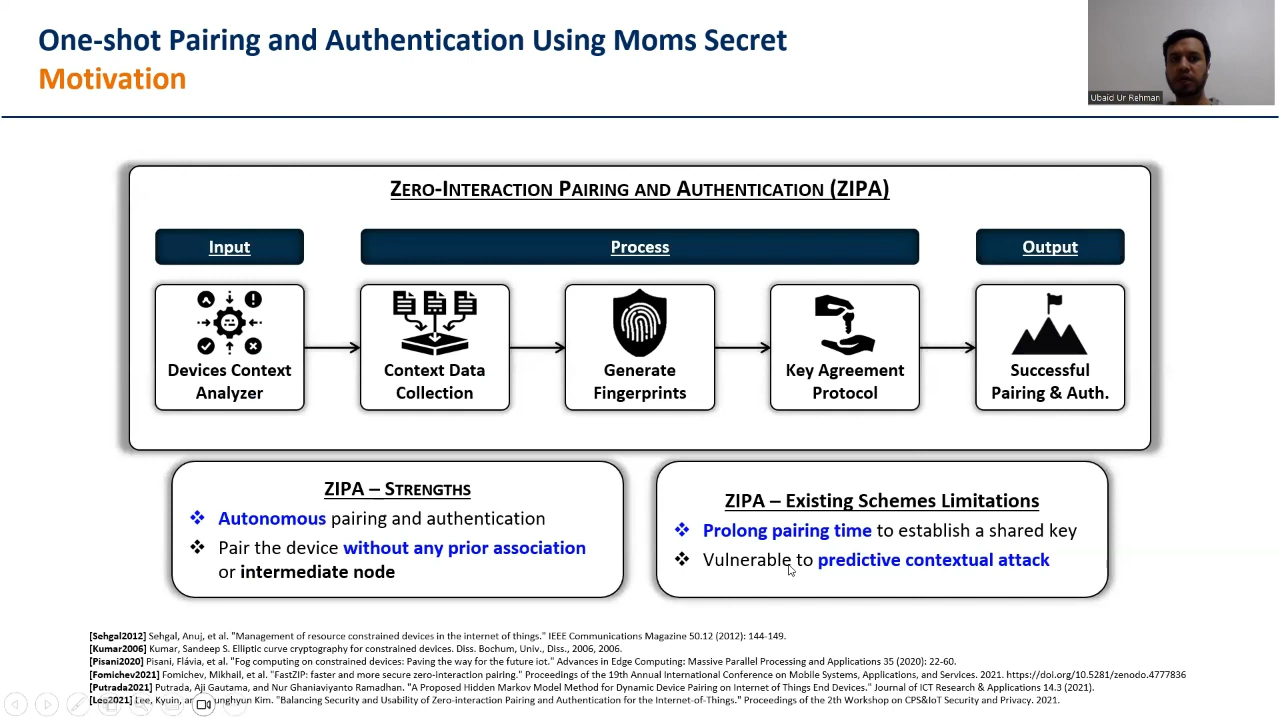 One-shot Pairing and Authentication Using Moms Secret
Motivation
Ubaid Ur Rehman
ZERO-INTERACTION PAIRING AND AUTHENTICATION (ZIPA)
Input
Process
Output
Devices Context
Analyzer
Context Data
Collection
Generate
Fingerprints
Key Agreement
Protocol
Successful
Pairing & Auth.
ZIPA – STRENGTHS
Autonomous pairing and authentication
Pair the device without any prior association
or intermediate node
ZIPA – Existing Schemes Limitations
Prolong pairing time to establish a shared key
Vulnerable to predictive contextual attack
[Sehgal2012] Sehgal, Anuj, et al. "Management of resource constrained devices in the internet of things." IEEE Communications Magazine 50.12 (2012): 144-149.
[Kumar2006] Kumar, Sandeep S. Elliptic curve cryptography for constrained devices. Diss. Bochum, Univ., Diss., 2006, 2006.
[Pisani2020] Pisani, Flávia, et al. "Fog computing on constrained devices: Paving the way for the future iot." Advances in Edge Computing: Massive Parallel Processing and Applications 35 (2020): 22-60.
[Fomichev2021] Fomichev, Mikhail, et al. "FastZIP: faster and more secure zero-interaction pairing." Proceedings of the 19th Annual International Conference on Mobile Systems, Applications, and Services. 2021. https://doi.org/10.5281/zenodo.4777836
[Putrada2021] Putrada, Aji Gautama, and Nur Ghaniaviyanto Ramadhan. "A Proposed Hidden Markov Model Method for Dynamic Device Pairing on Internet of Things End Devices." Journal of ICT Research & Applications 14.3 (2021).
[Lee2021] Lee, Kyuin, and Younghyun Kim. "Balancing Security and Usability of Zero-interaction Pairing and Authentication for the Internet-of-Things." Proceedings of the 2th Workshop on CPS&IoT Security and Privacy. 2021.